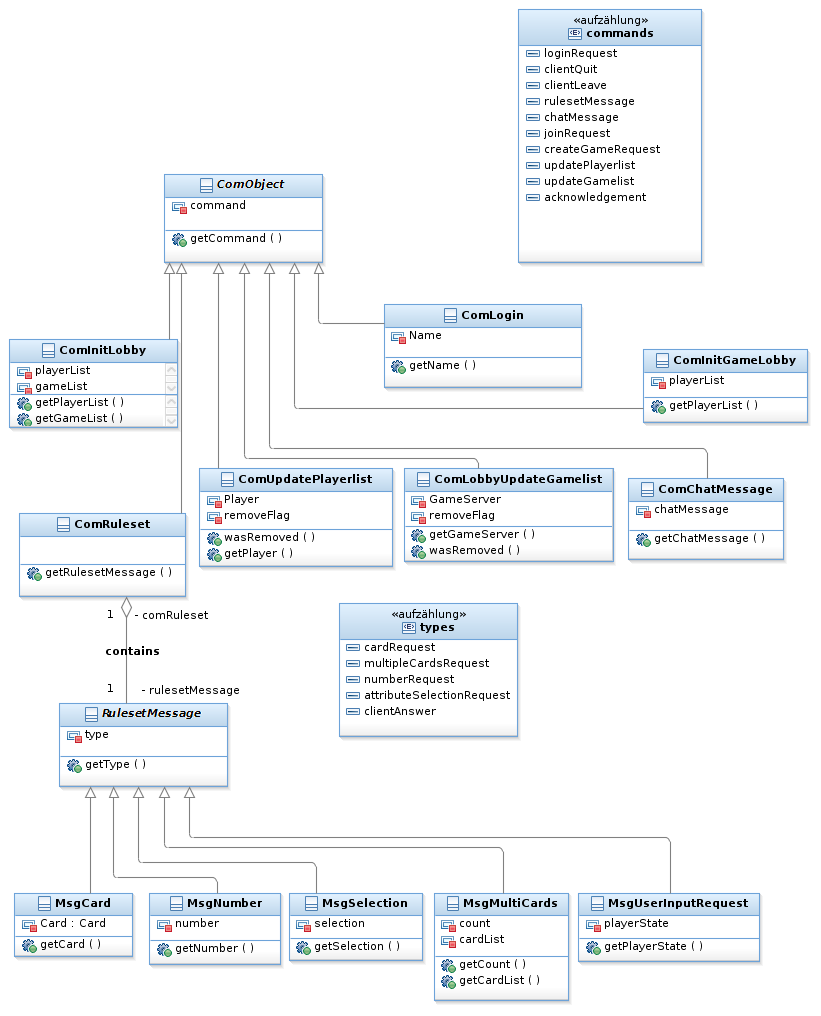 «aufzählung»
commands
loginRequest
clientQuit
clientLeave
rulesetMessage
chatMessage
joinRequest
createGameRequest
updatePlayerlist
updateGamelist
acknowledgement
ComObject
command
getCommand ( )
ComLogin
Name
getName ( )
ComInitLobby
playerList
gameList
getPlayerList ( )
getGameList ( )
ComInitGameLobby
playerList
getPlayerList ( )
ComUpdatePlayerlist
Player
removeFlag
wasRemoved ( )
getPlayer ( )
ComLobbyUpdateGamelist
GameServer
removeFlag
getGameServer ( )
wasRemoved ( )
ComChatMessage
chatMessage
getChatMessage ( )
ComRuleset
getRulesetMessage ( )
1 - comRuleset
contains
1 - rulesetMessage
«aufzählung»
types
cardRequest
multipleCardsRequest
numberRequest
attributeSelectionRequest
clientAnswer
RulesetMessage
type
getType ( )
MsgCard
Card : Card
getCard ( )
MsgNumber
number
getNumber ( )
MsgSelection
selection
getSelection ( )
MsgMultiCards
count
cardList
getCount ( )
getCardList ( )
MsgUserInputRequest
playerState
getPlayerState ( )